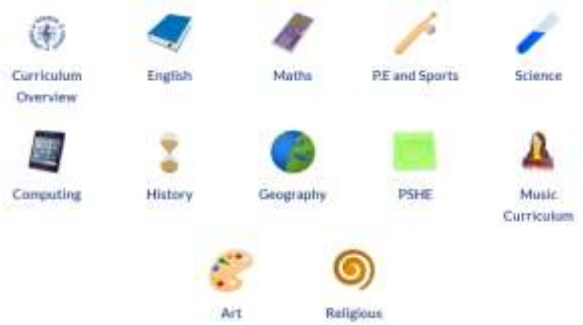 Curriculum
Overview
English
Maths
P.E and Sports
Science
Computing
History
Geography
PSHE
Music
Curriculum
Art
Religious